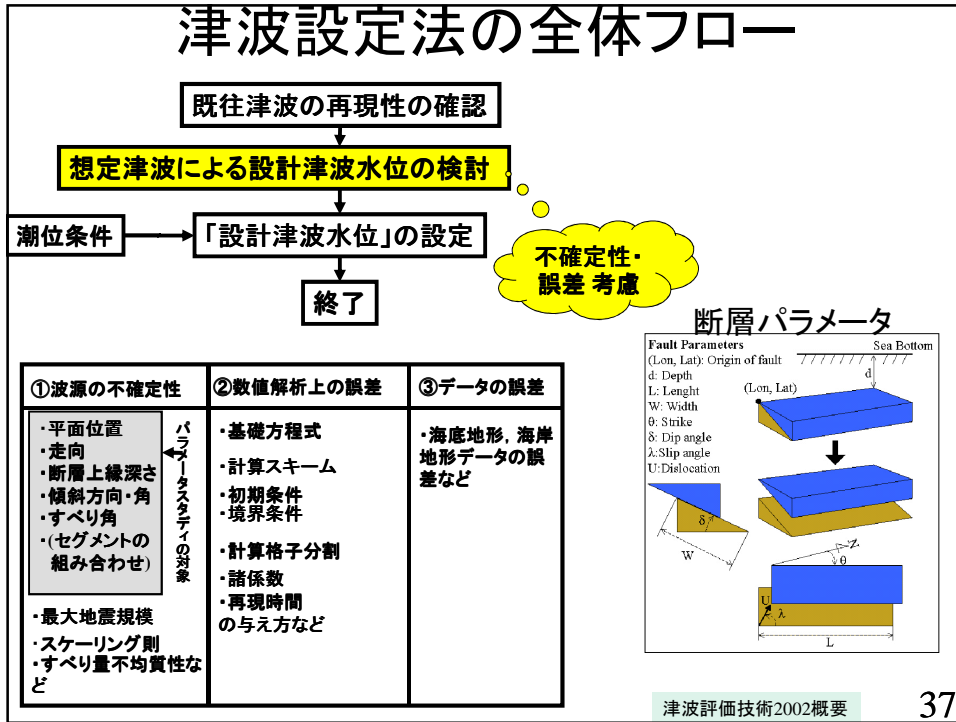 津波設定法の全体フロー
既往津波の再現性の確認
想定津波による設計津波水位の検討
潮位条件
「設計津波水位」の設定
終了
不確定性・
誤差 考慮
①波源の不確定性
・平面位置
・走向
・断層上縁深さ
・傾斜方向・角
・すべり角
・(セグメントの
組み合わせ)
パラメータスタディの対象
・最大地震規模
・スケーリング則
・すべり量不均質性な
ど
②数値解析上の誤差
・基礎方程式
・計算スキーム
・初期条件
・境界条件
・計算格子分割
・諸係数
・再現時間
の与え方など
③データの誤差
・海底地形，海岸
地形データの誤
差など
断層パラメータ
Fault Parameters
(Lon, Lat): Origin of fault
d: Depth
L: Lenght
W: Width
θ: Strike
δ: Dip angle
λ:Slip angle
U:Dislocation
Sea Bottom
d
(Lon, Lat)
δ
W
N
θ
U
λ
L
津波評価技術2002概要
37